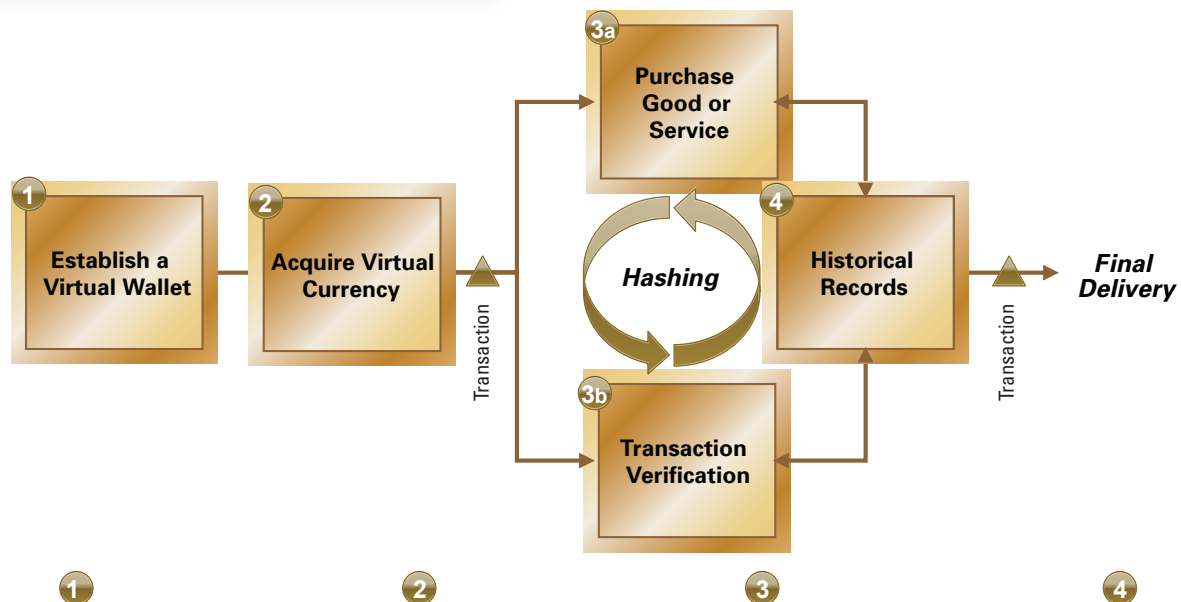 1
Establish a
Virtual Wallet
2
Acquire Virtual
Currency
Transaction
3a
Purchase
Good or
Service
Hashing
3b
Transaction
Verification
4
Historical
Records
Transaction
Final
Delivery
1
2
3
4